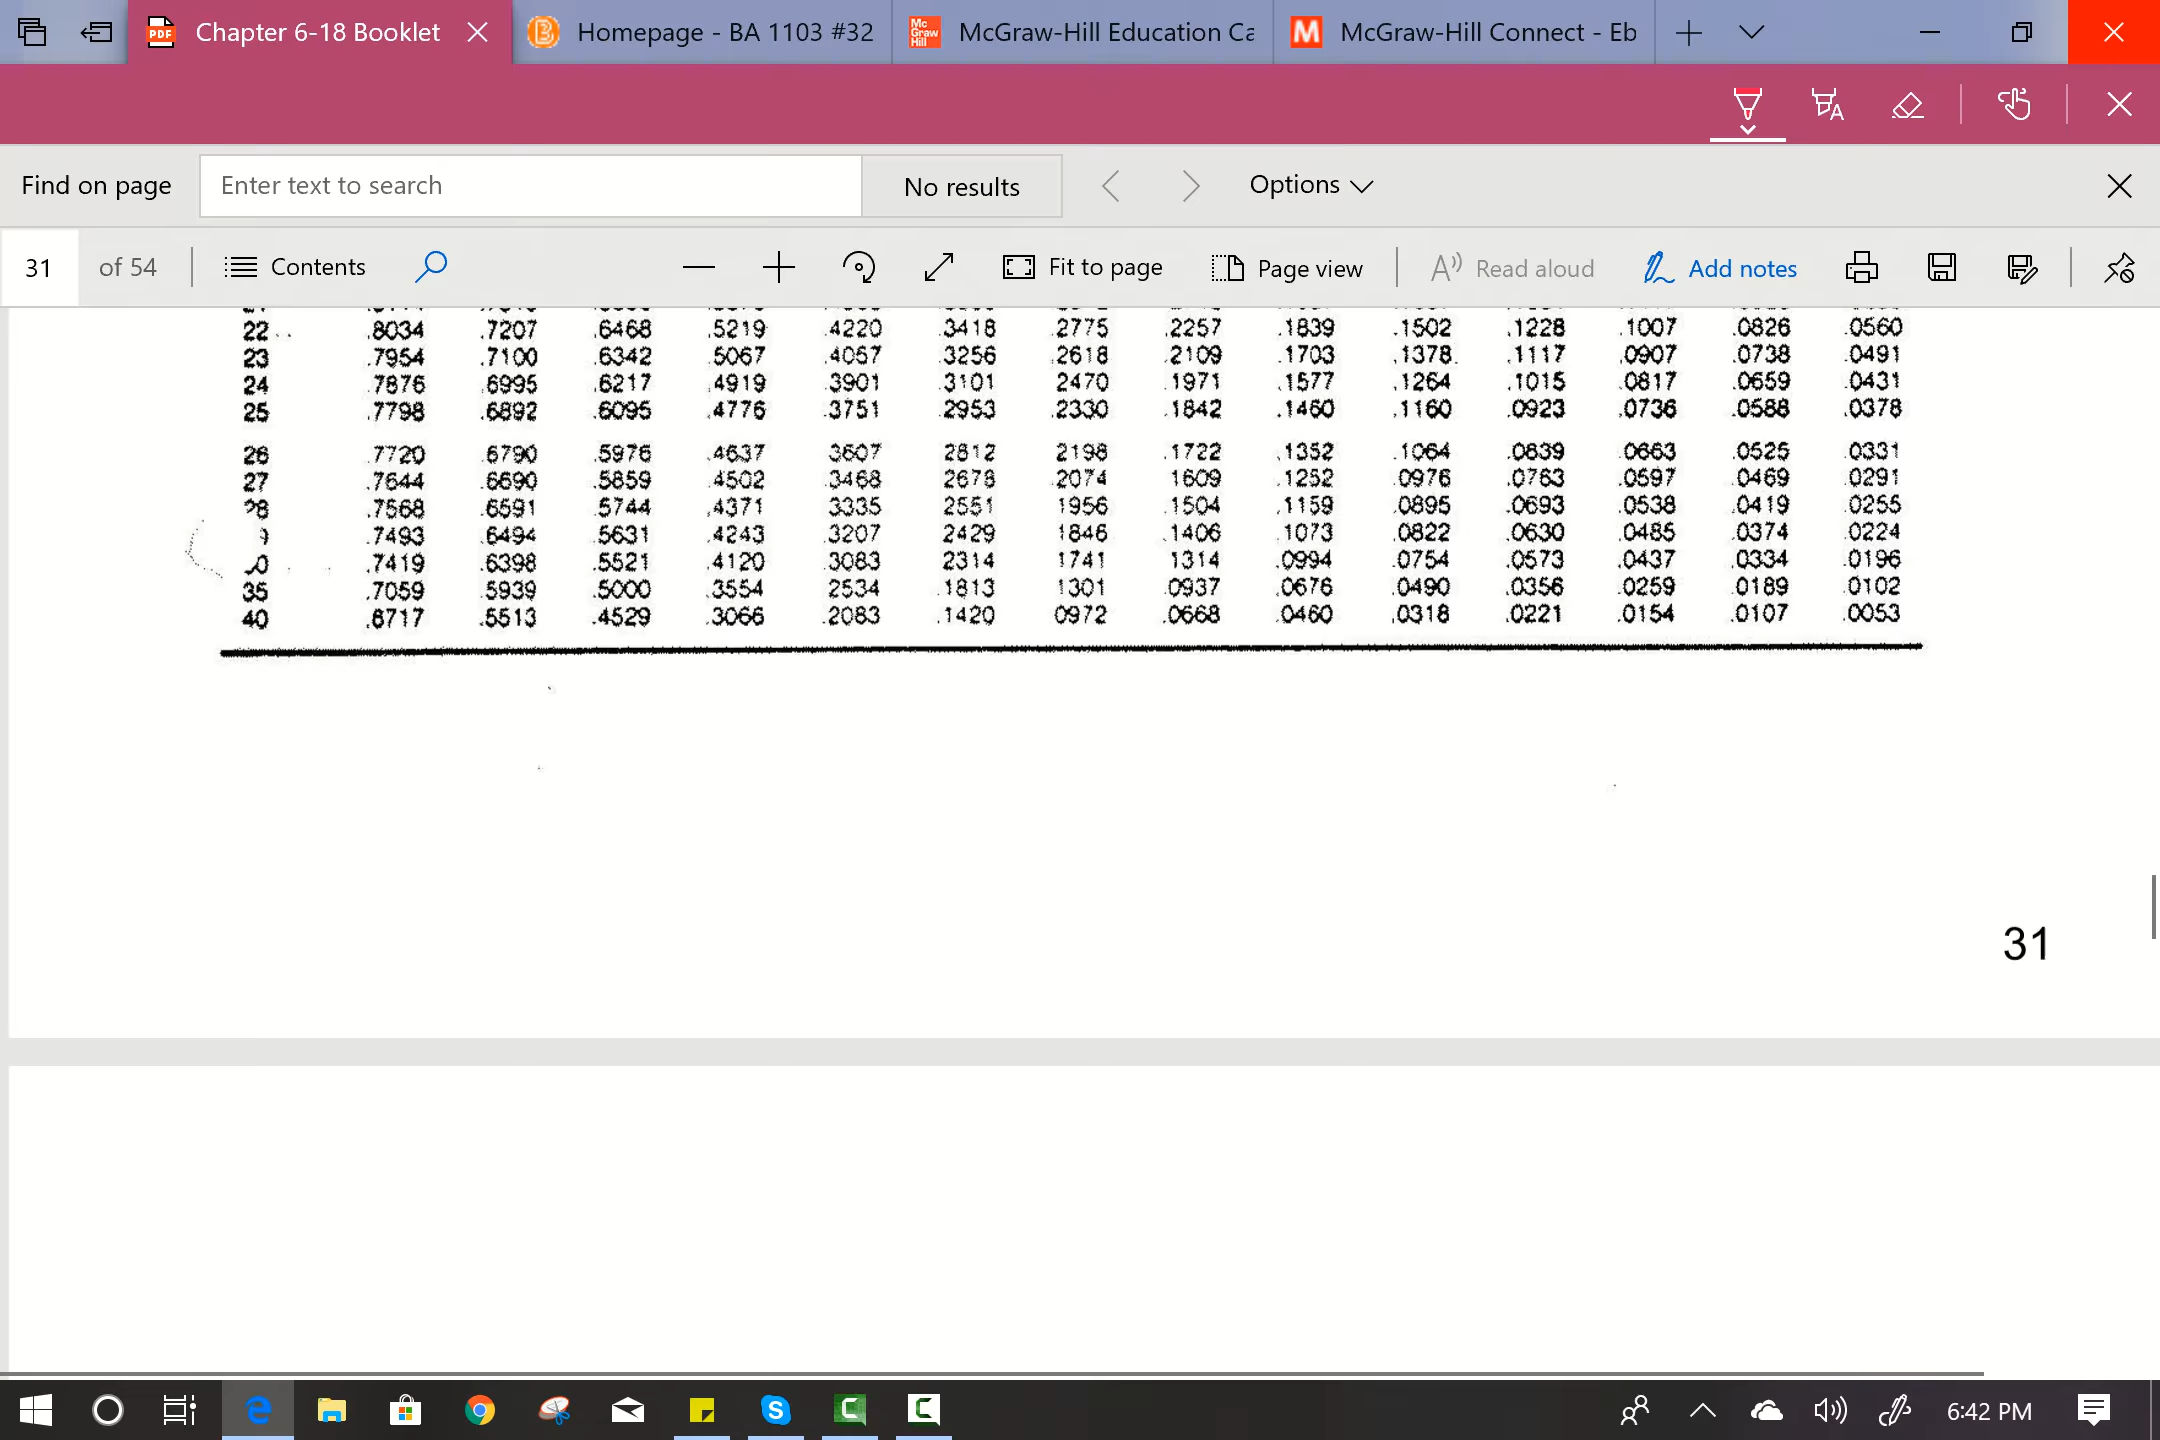 Chapter 6-18 Booklet
Homepage - BA 1103 #32
Mc Graw Hill
McGraw-Hill Education Ca
M
McGraw-Hill Connect - Eb
Find on page
Enter text to search
No results
Options
31 of 54
Contents
Fit to page
Page view
Read aloud
Add notes
22 .8034 .7207 .6468 .5219 .4220 .3418 .2775 .2257 .1839 .1502 .1228 .1007 .0826 .0560
23 .7954 .7100 .6342 .5067 .4057 .3256 .2618 .2109 .1703 .1378 .1117 .0907 .0738 .0491
24 .7876 .6995 .6217 .4919 .3901 .3101 .2470 .1971 .1577 .1264 .1015 .0817 .0659 .0431
25 .7798 .6892 .6095 .4776 .3751 .2953 .2330 .1842 .1460 .1160 .0923 .0736 .0588 .0378
26 .7720 .6790 .5976 .4637 .3607 .2812 .2198 .1722 .1352 .1064 .0839 .0663 .0525 .0331
27 .7644 .6690 .5859 .4502 .3468 .2678 .2074 .1609 .1252 .0976 .0763 .0597 .0469 .0291
28 .7568 .6591 .5744 .4371 .3335 .2551 .1956 .1504 .1159 .0895 .0693 .0538 .0419 .0255
.7493 .6494 .5631 .4243 .3207 .2429 .1846 .1406 .1073 .0822 .0630 .0485 .0374 .0224
.7419 .6398 .5521 .4120 .3083 .2314 .1741 .1314 .0994 .0754 .0573 .0437 .0334 .0196
35 .7059 .5939 .5000 .3554 .2534 .1813 .1301 .0937 .0676 .0490 .0356 .0259 .0189 .0102
40 .6717 .5513 .4529 .3066 .2083 .1420 .0972 .0668 .0460 .0318 .0221 .0154 .0107 .0053
31
6:42 PM